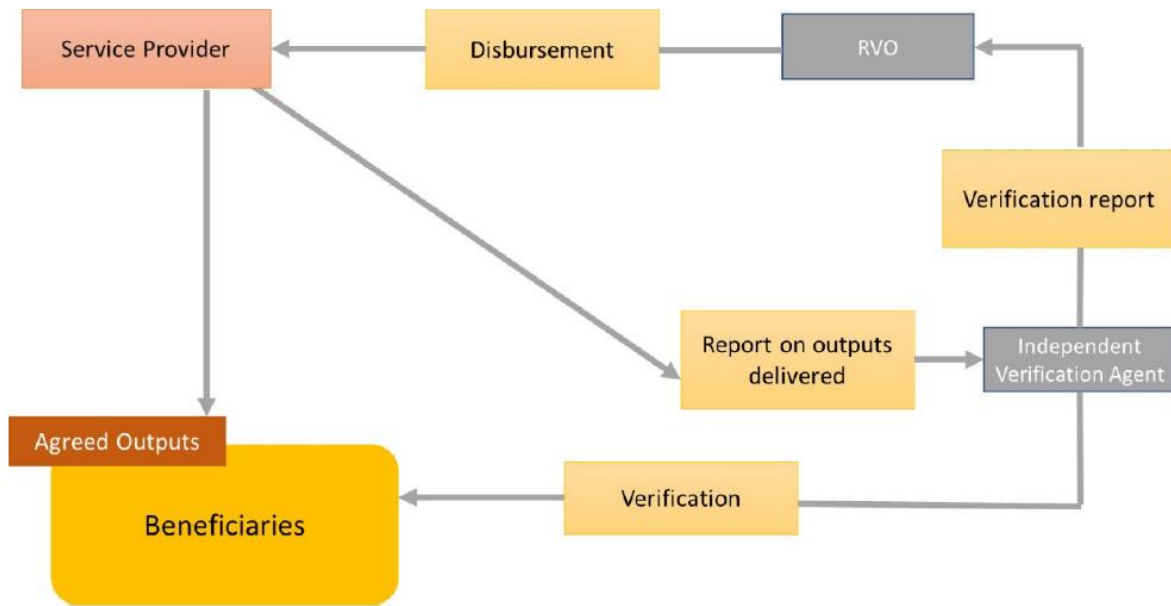 Service Provider
Disbursement
RVO
Verification report
Report on outputs
delivered
Independent
Verification Agent
Agreed Outputs
Verification
Beneficiaries